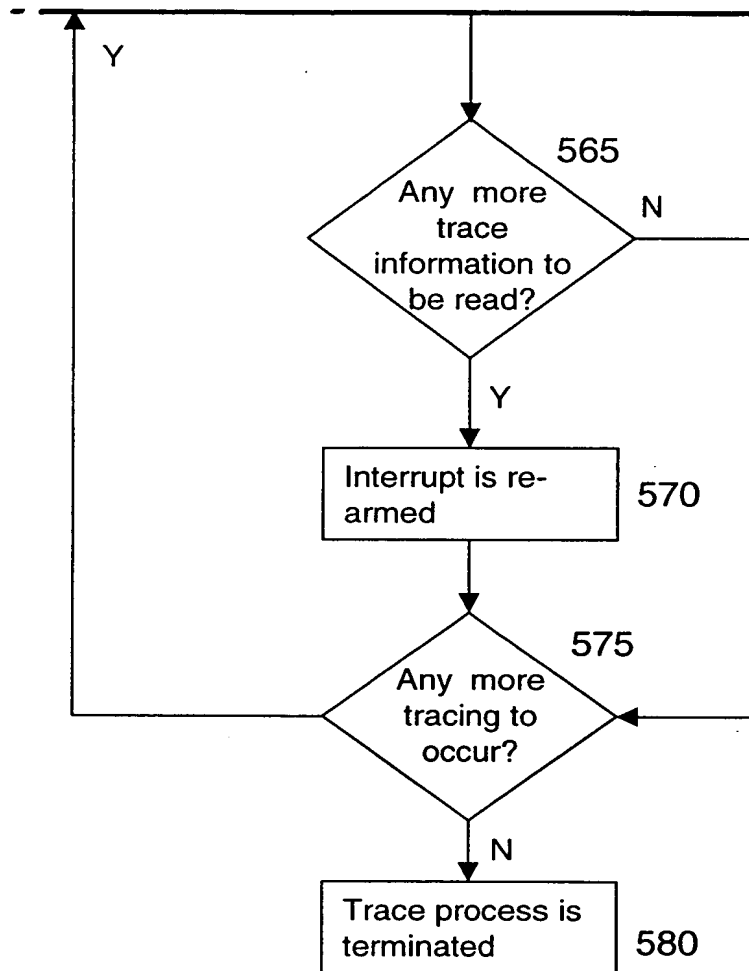 Y
565
Any more
trace
information to
be read?
N
Y
Interrupt is re-
armed
570
575
Any more
tracing to
occur?
N
Trace process is
terminated
580